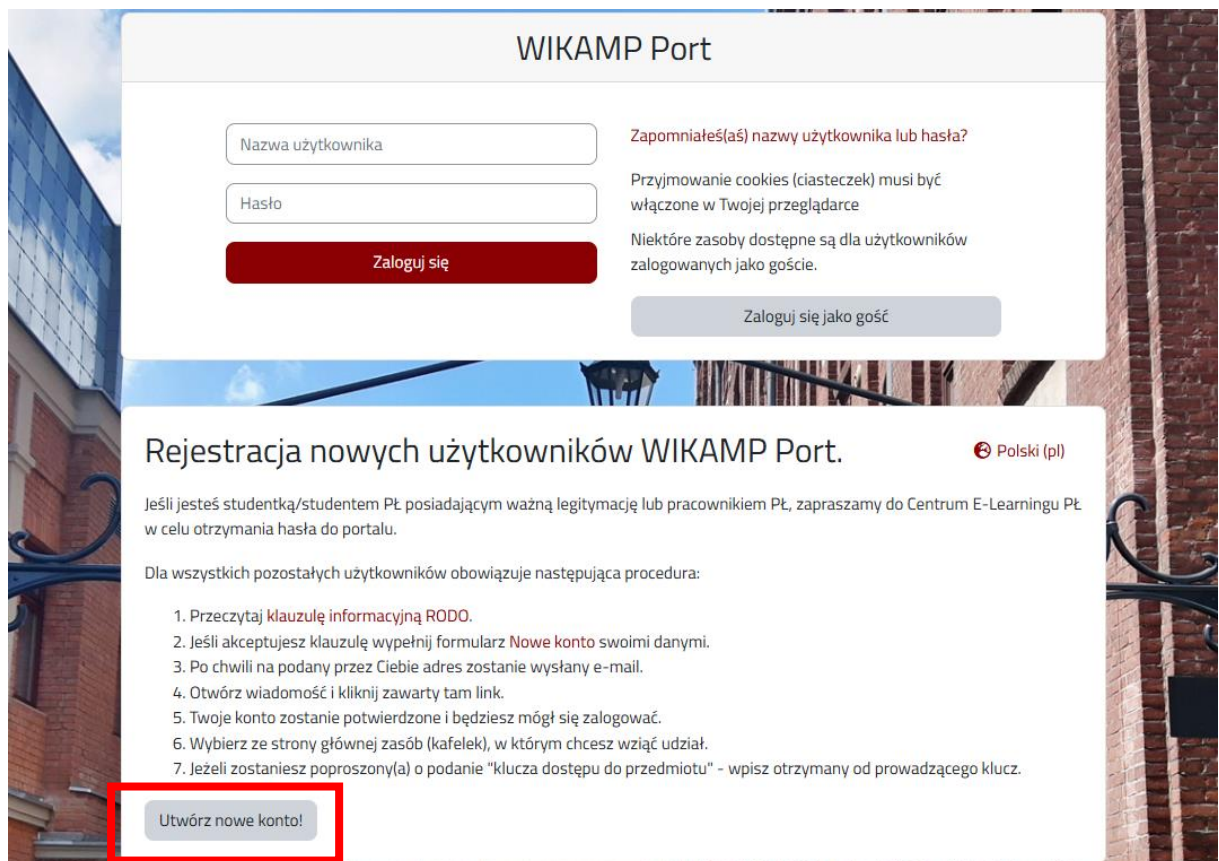 WIKAMP Port
Nazwa użytkownika
Hasło
Zaloguj się
Zapomniałeś(aś) nazwy użytkownika lub hasła?
Przyjmowanie cookies (ciasteczek) musi być
włączone w Twojej przeglądarce
Niektóre zasoby dostępne są dla użytkowników
zalogowanych jako goście.
Zaloguj się jako gość
Rejestracja nowych użytkowników WIKAMP Port.
Polski (pl)
Jeśli jesteś studentką/studentem PŁ posiadającym ważną legitymację lub pracownikiem PŁ, zapraszamy do Centrum E-Learningu PŁ
w celu otrzymania hasła do portalu.
Dla wszystkich pozostałych użytkowników obowiązuje następująca procedura:
1. Przeczytaj klauzulę informacyjną RODO.
2. Jeśli akceptujesz klauzulę wypełnij formularz Nowe konto swoimi danymi.
3. Po chwili na podany przez Ciebie adres zostanie wysłany e-mail.
4. Otwórz wiadomość i kliknij zawarty tam link.
5. Twoje konto zostanie potwierdzone i będziesz mógł się zalogować.
6. Wybierz ze strony głównej zasób (kafelek), w którym chcesz wziąć udział.
7. Jeżeli zostaniesz poproszony(a) o podanie "klucza dostępu do przedmiotu" - wpisz otrzymany od prowadzącego klucz.
Utwórz nowe konto!